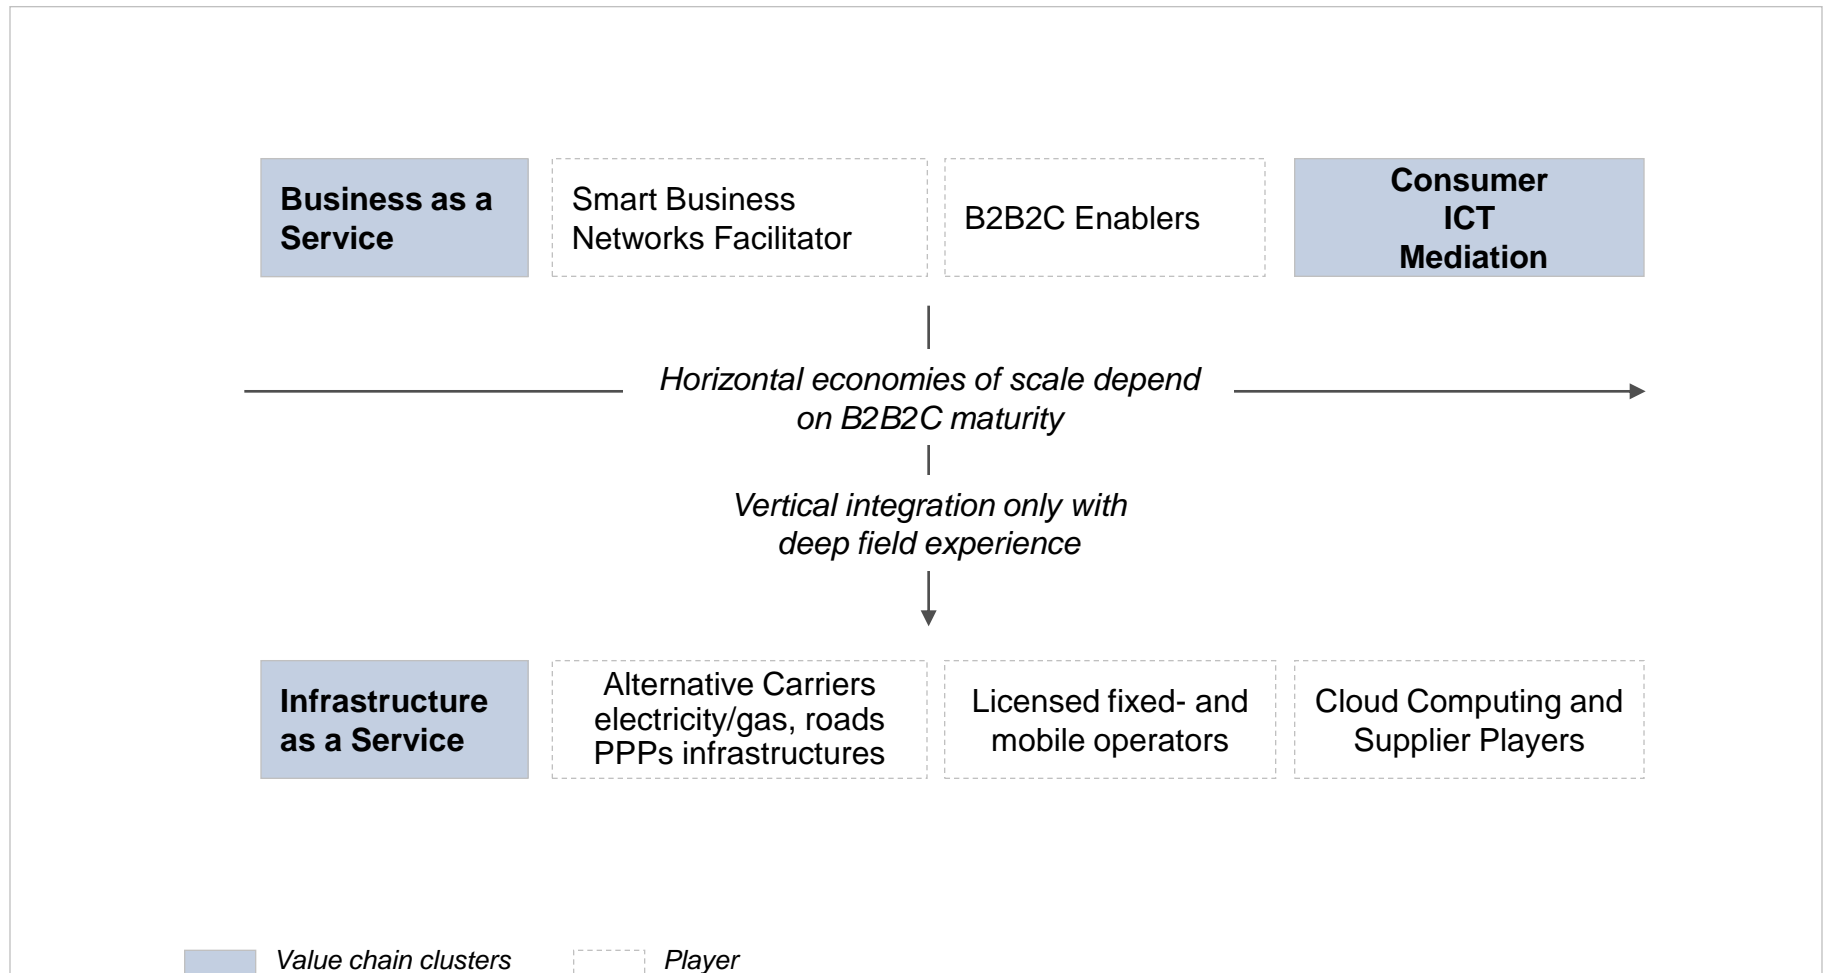 Business as a
Service
Smart Business
Networks Facilitator
B2B2C Enablers
Consumer
ICT
Mediation
Horizontal economies of scale depend
on B2B2C maturity
Vertical integration only with
deep field experience
Infrastructure
as a Service
Alternative Carriers
electricity/gas, roads
PPPs infrastructures
Licensed fixed- and
mobile operators
Cloud Computing and
Supplier Players
Value chain clusters
Player